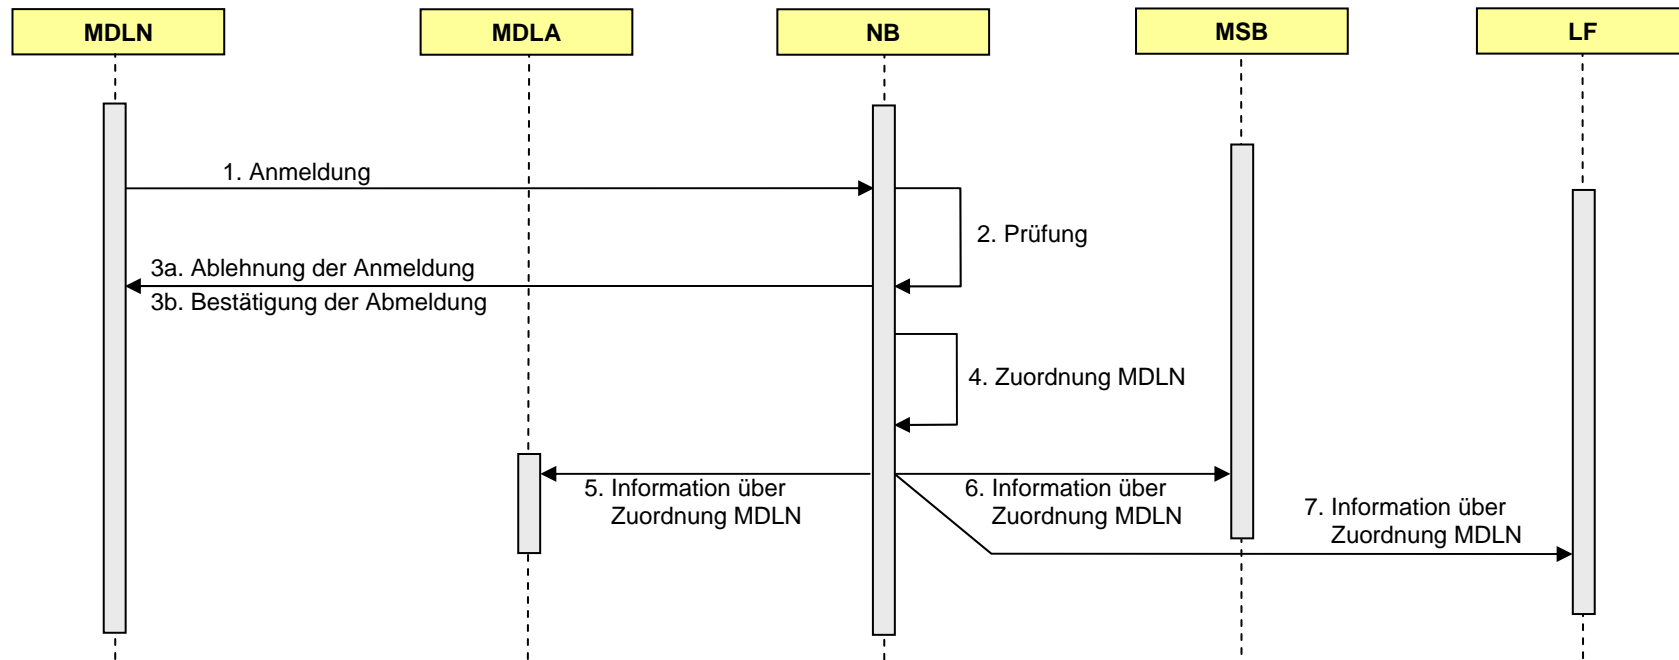 MDLN
MDLA
NB
MSB
LF
1. Anmeldung
2. Prüfung
3a. Ablehnung der Anmeldung
3b. Bestätigung der Abmeldung
4. Zuordnung MDLN
5. Information über
Zuordnung MDLN
6. Information über
Zuordnung MDLN
7. Information über
Zuordnung MDLN